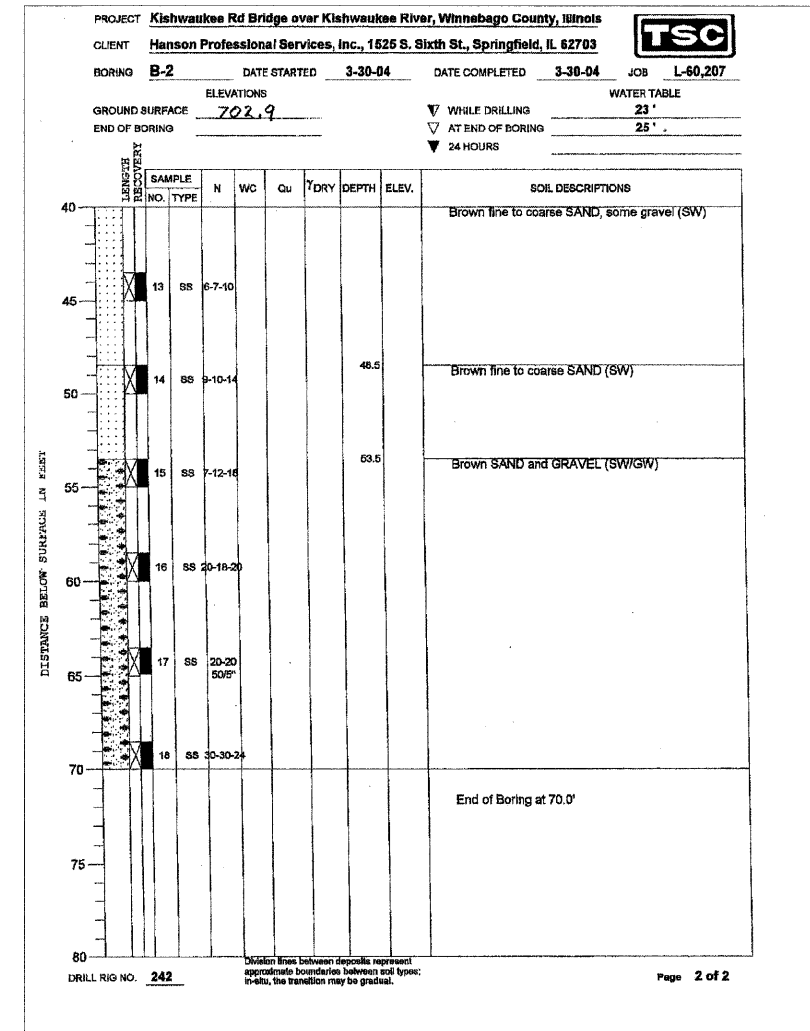 PROJECT Kishwaukee Rd Bridge over Kishwaukee River, Winnebago County, Illinois
TSC
CLIENT Hanson Professional Services, Inc., 1525 S. Sixth St., Springfield, IL 62703
BORING B-2 DATE STARTED 3-30-04 DATE COMPLETED 3-30-04 JOB L-60,207
ELEVATIONS WATER TABLE
GROUND SURFACE 702.9 WHILE DRILLING 23'
END OF BORING AT END OF BORING 25'
24 HOURS
LENGTH
RECOVERY
SAMPLE
NO. TYPE N WC Qu γDRY DEPTH ELEV. SOIL DESCRIPTIONS
40 Brown fine to coarse SAND, some gravel (SW)
13 SS 6-7-10
45
48.5 Brown fine to coarse SAND (SW)
14 SS 9-10-14
50
53.5 Brown SAND and GRAVEL (SW/GW)
15 SS 7-12-18
55
16 SS 20-18-20
60
17 SS 20-20
50/5"
65
18 SS 30-30-24
70
End of Boring at 70.0'
75
80
DISTANCE BELOW SURFACE IN FEET
Division lines between deposits represent
approximate boundaries between soil types;
in-situ, the transition may be gradual.
DRILL RIG NO. 242 Page 2 of 2